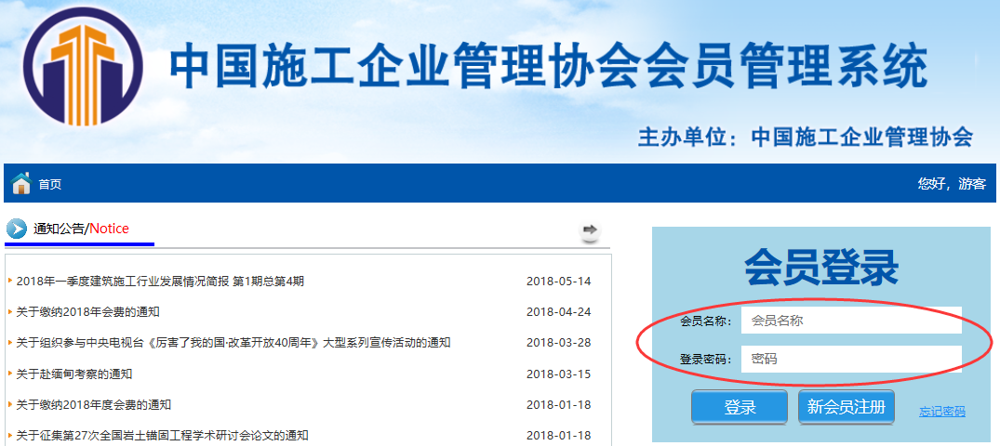 中国施工企业管理协会会员管理系统
主办单位：中国施工企业管理协会
首页
您好，游客
通知公告/Notice
2018年一季度建筑施工行业发展情况简报 第1期总第4期 2018-05-14
关于缴纳2018年会费的通知 2018-04-24
关于组织参与中央电视台《厉害了我的国·改革开放40周年》大型系列宣传活动的通知 2018-03-28
关于赴缅甸考察的通知 2018-03-15
关于缴纳2018年度会费的通知 2018-01-18
关于征集第27次全国岩土锚固工程学术研讨会论文的通知 2018-01-18
会员登录
会员名称： 会员名称
登录密码： 密码
登录 新会员注册 忘记密码